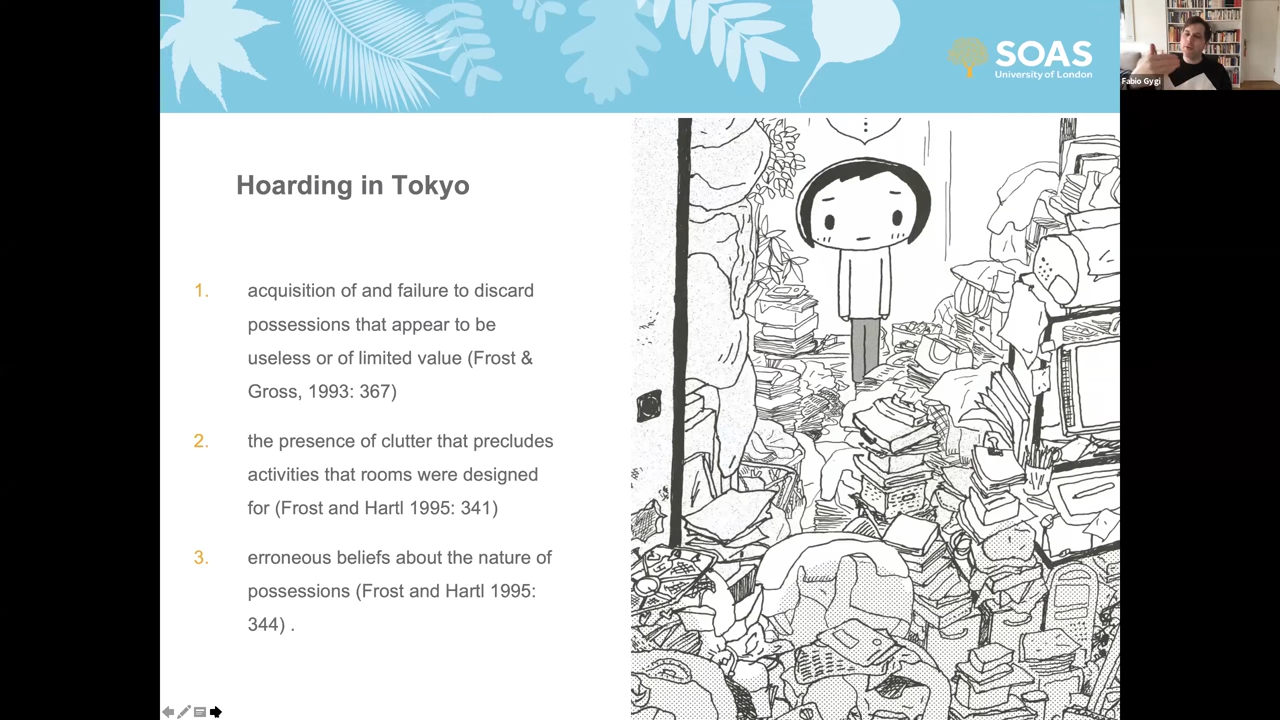 SOAS
University of London
Fabio Gygi
Hoarding in Tokyo
1. acquisition of and failure to discard
possessions that appear to be
useless or of limited value (Frost &
Gross, 1993: 367)
2. the presence of clutter that precludes
activities that rooms were designed
for (Frost and Hartl 1995: 341)
3. erroneous beliefs about the nature of
possessions (Frost and Hartl 1995:
344) .